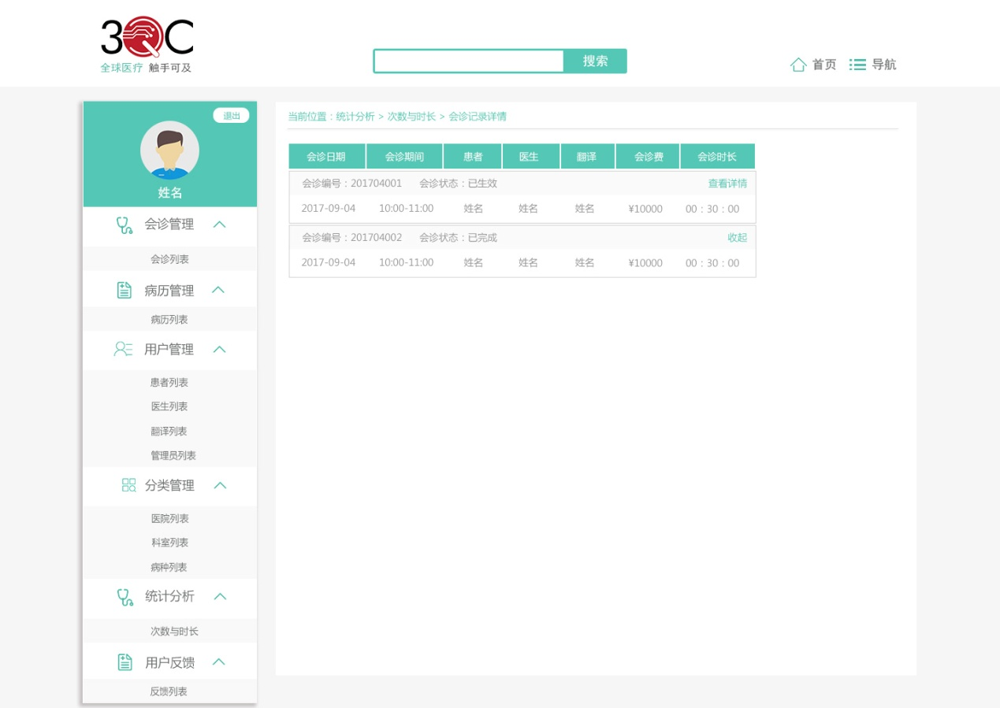 3QC
全球医疗 触手可及
搜索
首页 导航
退出
姓名
会诊管理
会诊列表
病历管理
病历列表
用户管理
患者列表
医生列表
翻译列表
管理员列表
分类管理
医院列表
科室列表
病种列表
统计分析
次数与时长
用户反馈
反馈列表
当前位置：统计分析 > 次数与时长 > 会诊记录详情
会诊日期 会诊期间 患者 医生 翻译 会诊费 会诊时长
会诊编号：201704001 会诊状态：已生效 查看详情
2017-09-04 10:00-11:00 姓名 姓名 姓名 ¥10000 00：30：00
会诊编号：201704002 会诊状态：已完成 收起
2017-09-04 10:00-11:00 姓名 姓名 姓名 ¥10000 00：30：00